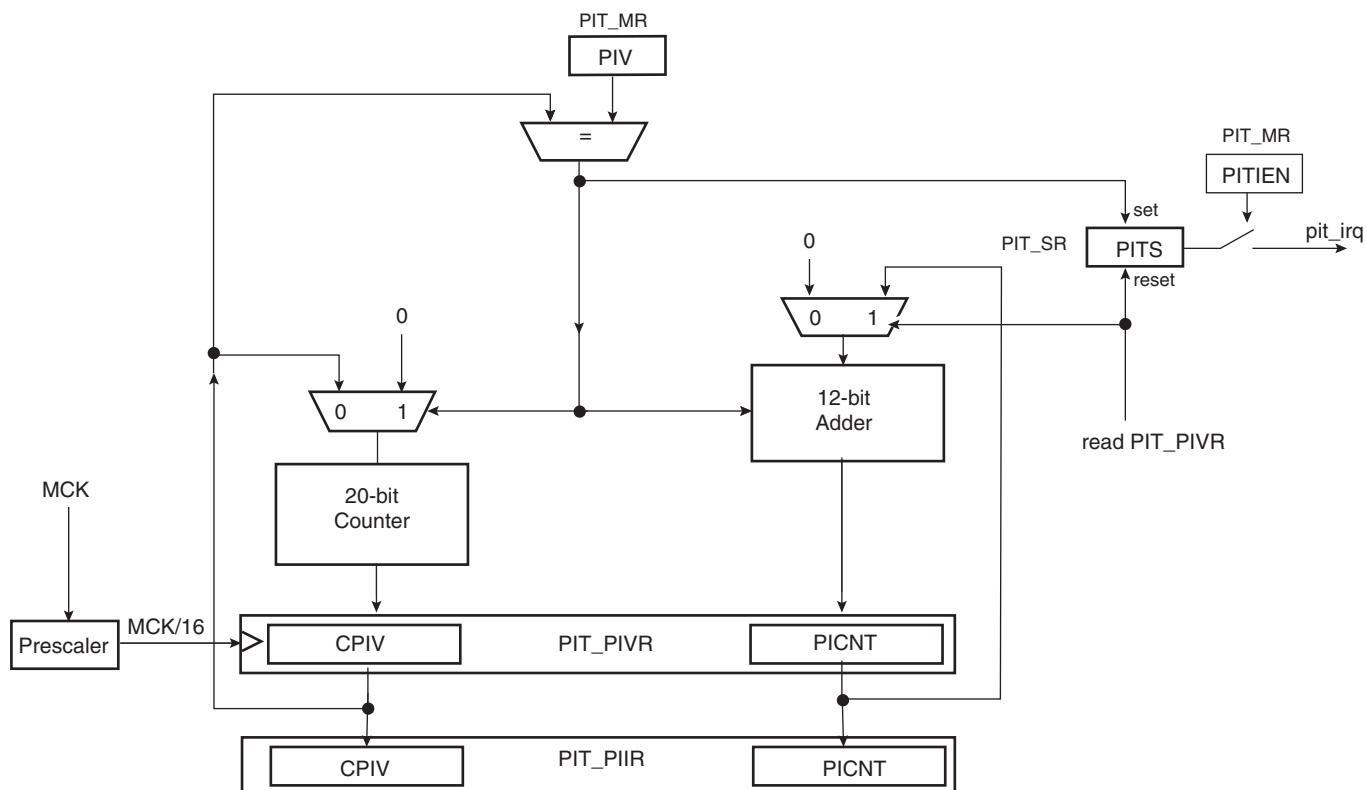 PIT_MR
PIV
=
PIT_MR
PITIEN
set
PIT_SR
PITS
pit_irq
reset
0
0 1
0
0 1
12-bit
Adder
read PIT_PIVR
20-bit
Counter
MCK
Prescaler
MCK/16
CPIV
PIT_PIVR
PICNT
CPIV
PIT_PIIR
PICNT